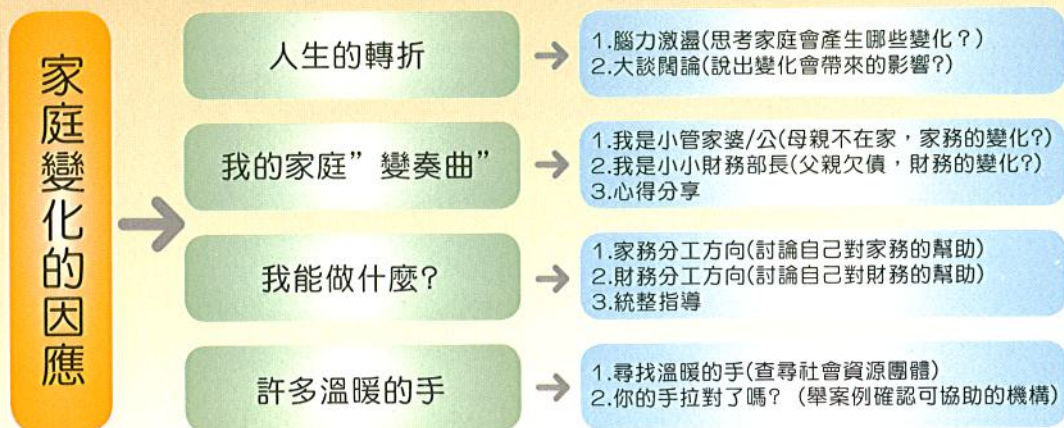 家庭變化的因應
人生的轉折
1.腦力激盪(思考家庭會產生哪些變化？)
2.大談闊論(說出變化會帶來的影響?)
我的家庭”變奏曲”
1.我是小管家婆/公(母親不在家，家務的變化?)
2.我是小小財務部長(父親欠債，財務的變化?)
3.心得分享
我能做什麼?
1.家務分工方向(討論自己對家務的幫助)
2.財務分工方向(討論自己對財務的幫助)
3.統整指導
許多溫暖的手
1.尋找溫暖的手(查尋社會資源團體)
2.你的手拉對了嗎? (舉案例確認可協助的機構)